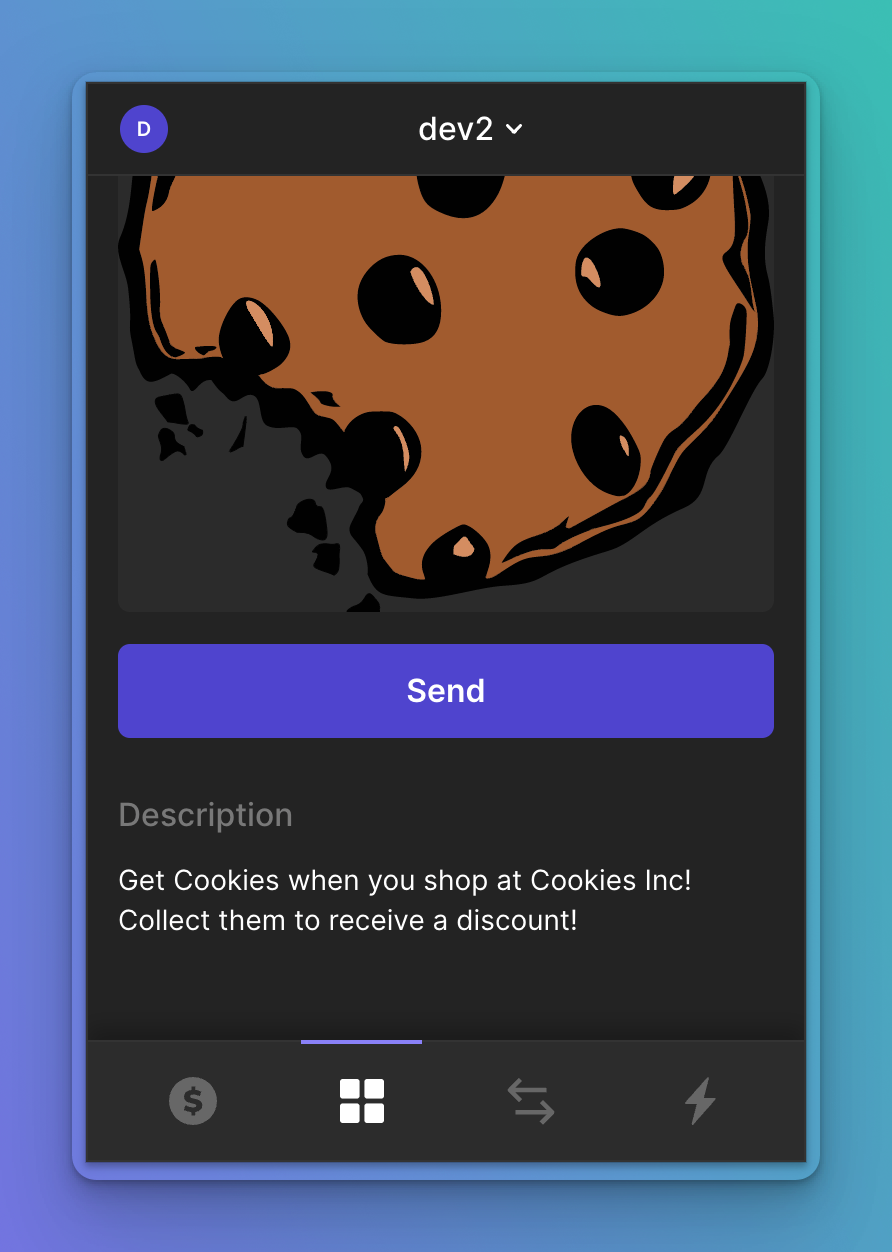 D
dev2
Send
Description
Get Cookies when you shop at Cookies Inc!
Collect them to receive a discount!
$